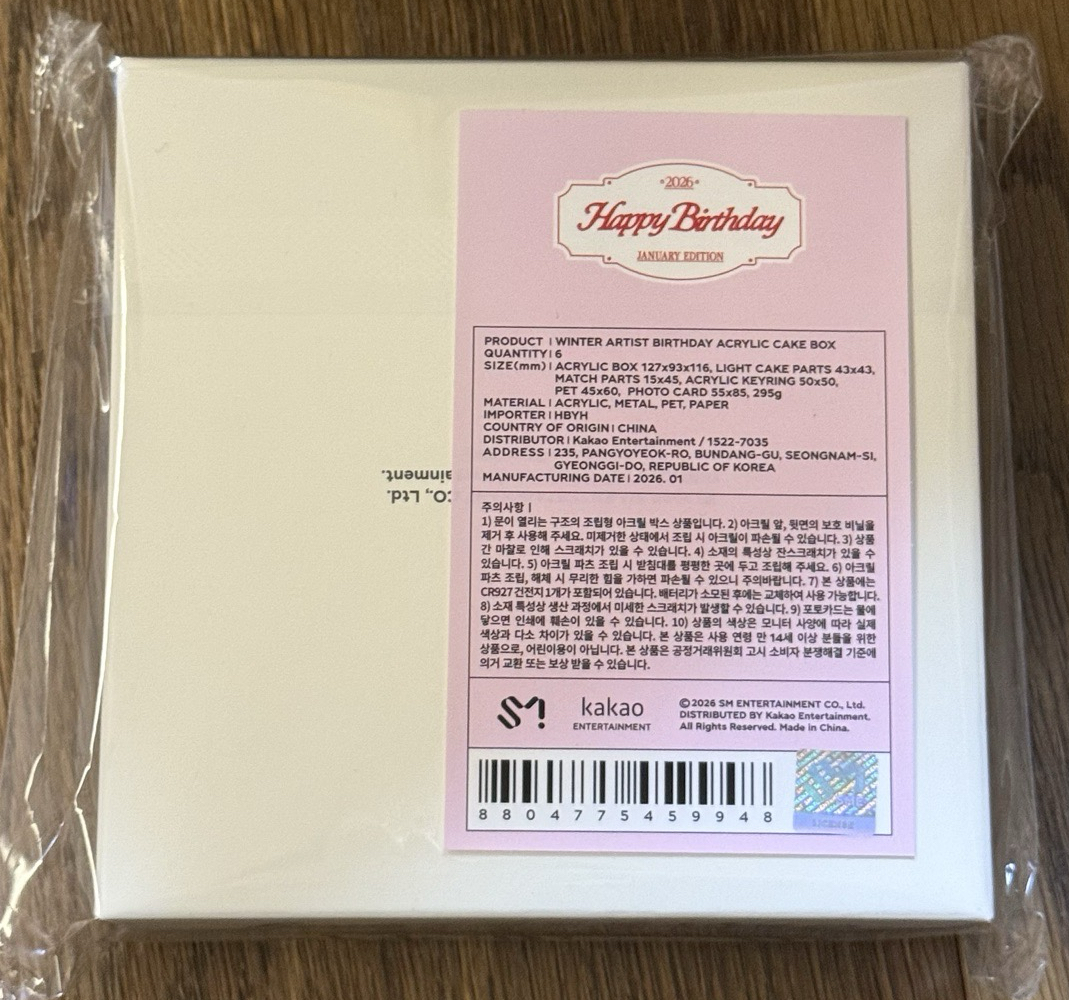 2026
Happy Birthday
JANUARY EDITION
PRODUCT | WINTER ARTIST BIRTHDAY ACRYLIC CAKE BOX
QUANTITY | 6
SIZE(mm) | ACRYLIC BOX 127x93x116, LIGHT CAKE PARTS 43x43,
MATCH PARTS 15x45, ACRYLIC KEYRING 50x50,
PET 45x60, PHOTO CARD 55x85, 295g
MATERIAL | ACRYLIC, METAL, PET, PAPER
IMPORTER | HBYH
COUNTRY OF ORIGIN | CHINA
DISTRIBUTOR | Kakao Entertainment / 1522-7035
ADDRESS | 235, PANGYOYEOK-RO, BUNDANG-GU, SEONGNAM-SI,
GYEONGGI-DO, REPUBLIC OF KOREA
MANUFACTURING DATE | 2026. 01
주의사항 |
1) 문이 열리는 구조의 조립형 아크릴 박스 상품입니다. 2) 아크릴 앞, 뒷면의 보호 비닐을
제거 후 사용해 주세요. 미제거한 상태에서 조립 시 아크릴이 파손될 수 있습니다. 3) 상품
간 마찰로 인해 스크래치가 있을 수 있습니다. 4) 소재의 특성상 잔스크래치가 있을 수
있습니다. 5) 아크릴 파츠 조립 시 받침대를 평평한 곳에 두고 조립해 주세요. 6) 아크릴
파츠 조립, 해체 시 무리한 힘을 가하면 파손될 수 있으니 주의바랍니다. 7) 본 상품에는
CR927 건전지 1개가 포함되어 있습니다. 배터리가 소모된 후에는 교체하여 사용 가능합니다.
8) 소재 특성상 생산 과정에서 미세한 스크래치가 발생할 수 있습니다. 9) 포토카드는 물에
닿으면 인쇄에 훼손이 있을 수 있습니다. 10) 상품의 색상은 모니터 사양에 따라 실제
색상과 다소 차이가 있을 수 있습니다. 본 상품은 사용 연령 만 14세 이상 분들을 위한
상품으로, 어린이용이 아닙니다. 본 상품은 공정거래위원회 고시 소비자 분쟁해결 기준에
의거 교환 또는 보상 받을 수 있습니다.
SM
kakao
ENTERTAINMENT
©2026 SM ENTERTAINMENT CO., Ltd.
DISTRIBUTED BY Kakao Entertainment.
All Rights Reserved. Made in China.
8804775459948
CO., Ltd.
ainment.